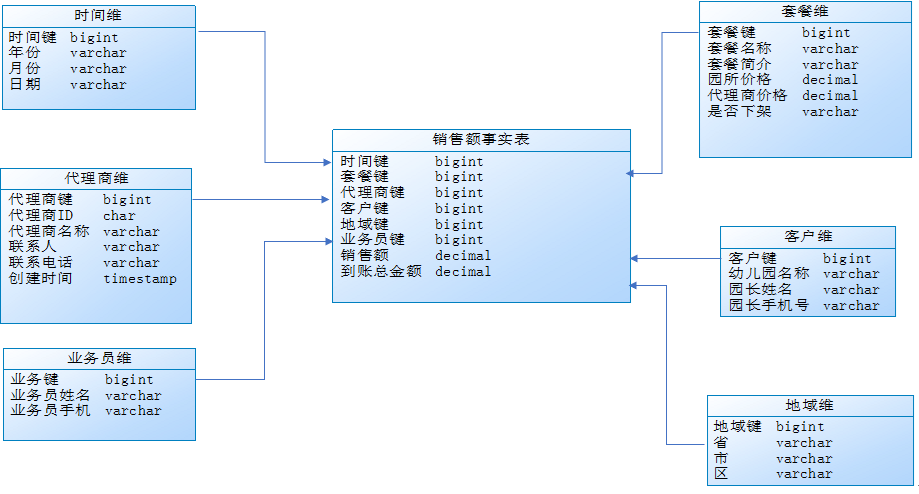 时间维
时间键 bigint
年份 varchar
月份 varchar
日期 varchar
套餐维
套餐键 bigint
套餐名称 varchar
套餐简介 varchar
园所价格 decimal
代理商价格 decimal
是否下架 varchar
销售额事实表
时间键 bigint
套餐键 bigint
代理商键 bigint
客户键 bigint
地域键 bigint
业务员键 bigint
销售额 decimal
到账总金额 decimal
代理商维
代理商键 bigint
代理商ID char
代理商名称 varchar
联系人 varchar
联系电话 varchar
创建时间 timestamp
客户维
客户键 bigint
幼儿园名称 varchar
园长姓名 varchar
园长手机号 varchar
业务员维
业务键 bigint
业务员姓名 varchar
业务员手机 varchar
地域维
地域键 bigint
省 varchar
市 varchar
区 varchar